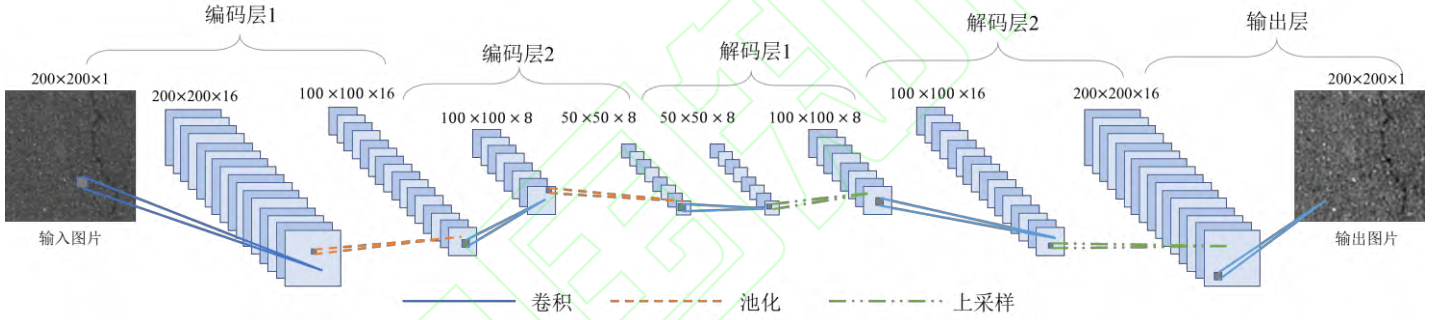 编码层1
编码层2
解码层1
解码层2
输出层
200×200×1
200×200×16
100 ×100×16
100×100× 8
50 ×50× 8
50 ×50× 8
100 ×100× 8
100 ×100 ×16
200×200×16
200×200×1
输入图片
输出图片
卷积
池化
上采样